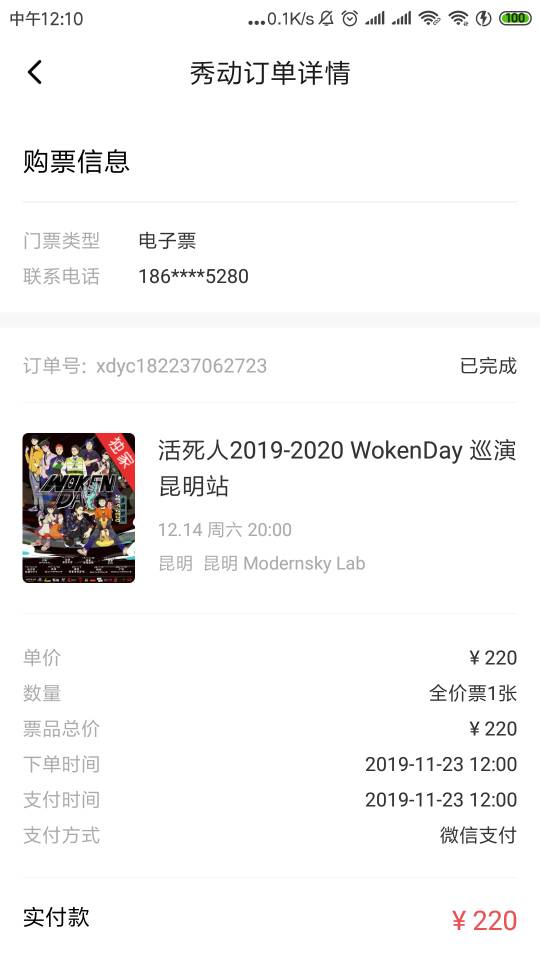 中午12:10
...0.1K/s
100
秀动订单详情
购票信息
门票类型 电子票
联系电话 186****5280
订单号: xdyc182237062723 已完成
独家
WOKEN
DAY
活死人2019-2020 WokenDay 巡演
昆明站
12.14 周六 20:00
昆明 昆明 Modernsky Lab
单价 ¥ 220
数量 全价票1张
票品总价 ¥ 220
下单时间 2019-11-23 12:00
支付时间 2019-11-23 12:00
支付方式 微信支付
实付款 ¥ 220